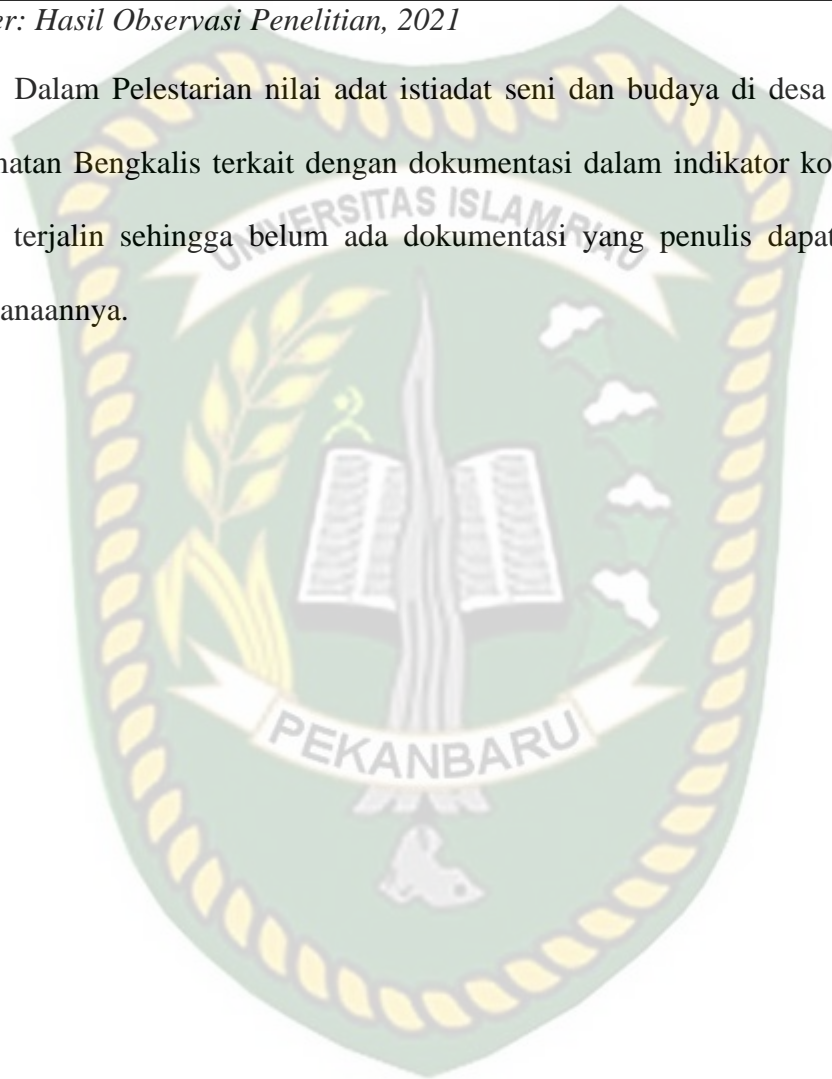 er: Hasil Observasi Penelitian, 2021
Dalam Pelestarian nilai adat istiadat seni dan budaya di desa
matan Bengkalis terkait dengan dokumentasi dalam indikator ko
terjalin sehingga belum ada dokumentasi yang penulis dapat
anaannya.
UNIVERSITAS ISLAM RIAU
PEKANBARU